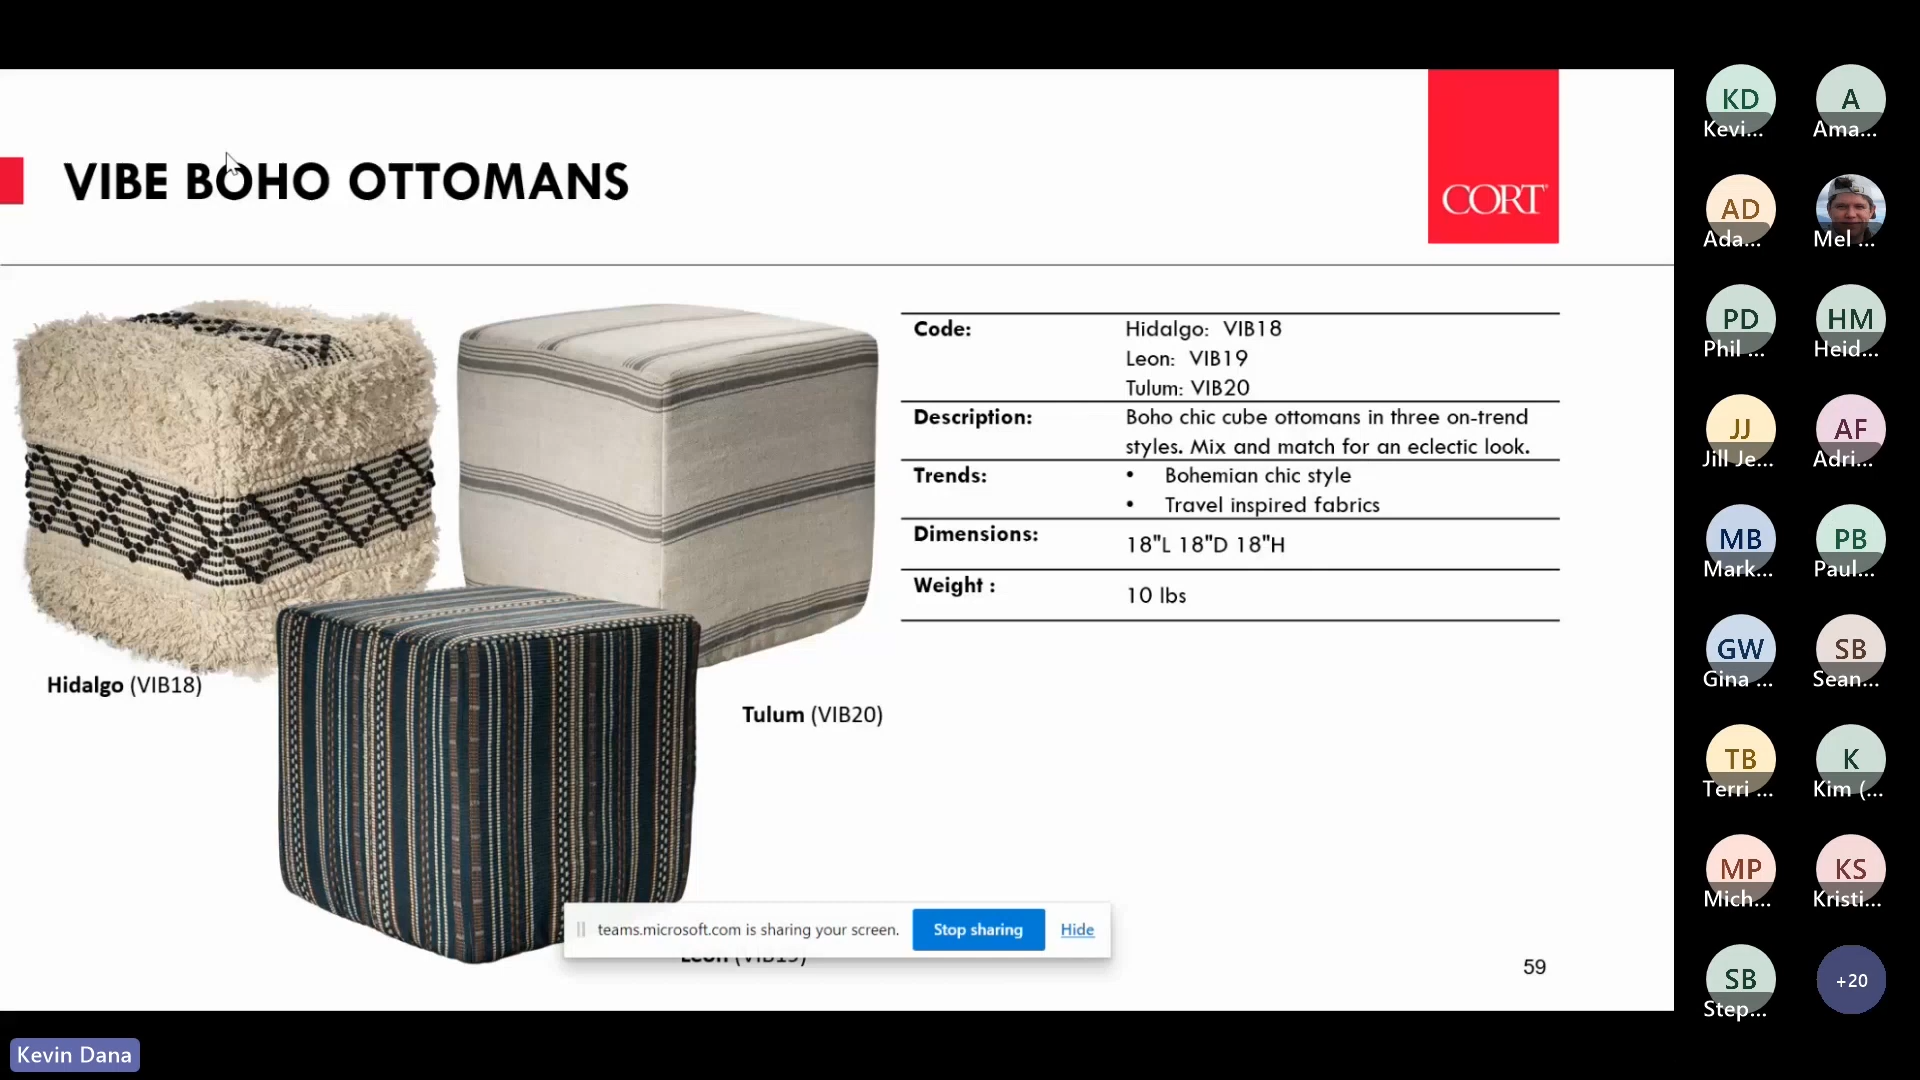 VIBE BOHO OTTOMANS
CORT
Code:
Hidalgo: VIB18
Leon: VIB19
Tulum: VIB20
Description:
Boho chic cube ottomans in three on-trend
styles. Mix and match for an eclectic look.
Trends:
• Bohemian chic style
• Travel inspired fabrics
Dimensions:
18"L 18"D 18"H
Weight :
10 lbs
Hidalgo (VIB18)
Tulum (VIB20)
Leon (VIB19)
teams.microsoft.com is sharing your screen.
Stop sharing
Hide
59
Kevin Dana
KD
Kevi...
A
Ama...
AD
Ada...
Mel ...
PD
Phil ...
HM
Heid...
JJ
Jill Je...
AF
Adri...
MB
Mark...
PB
Paul...
GW
Gina ...
SB
Sean...
TB
Terri ...
K
Kim (...
MP
Mich...
KS
Kristi...
SB
Step...
+20